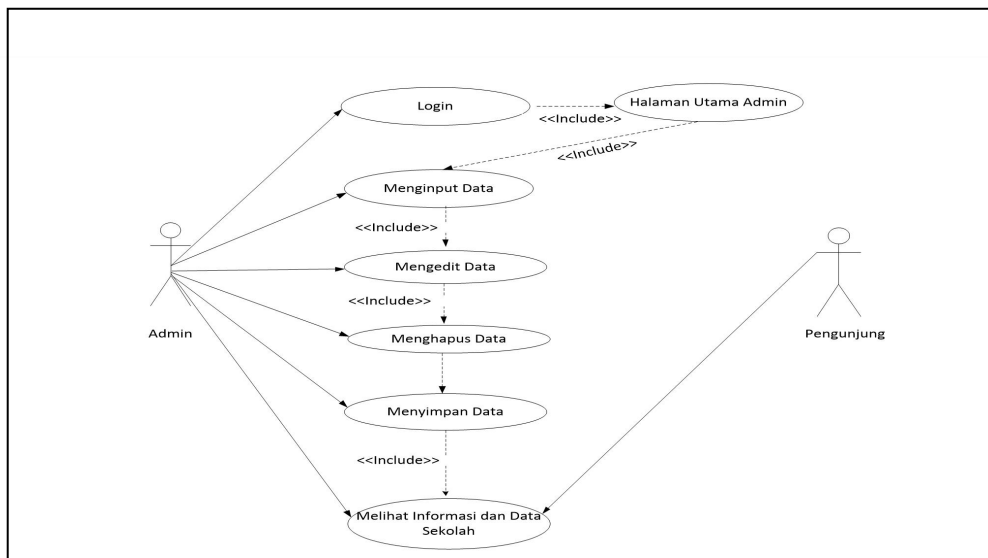 Login
Halaman Utama Admin
<<Include>>
<<Include>>
Menginput Data
<<Include>>
Mengedit Data
<<Include>>
Admin
Pengunjung
Menghapus Data
Menyimpan Data
<<Include>>
Melihat Informasi dan Data
Sekolah